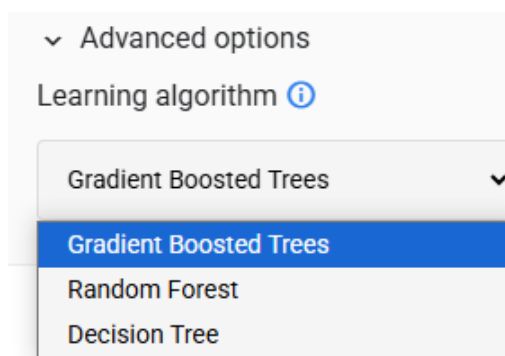 Advanced options
Learning algorithm
Gradient Boosted Trees
Gradient Boosted Trees
Random Forest
Decision Tree